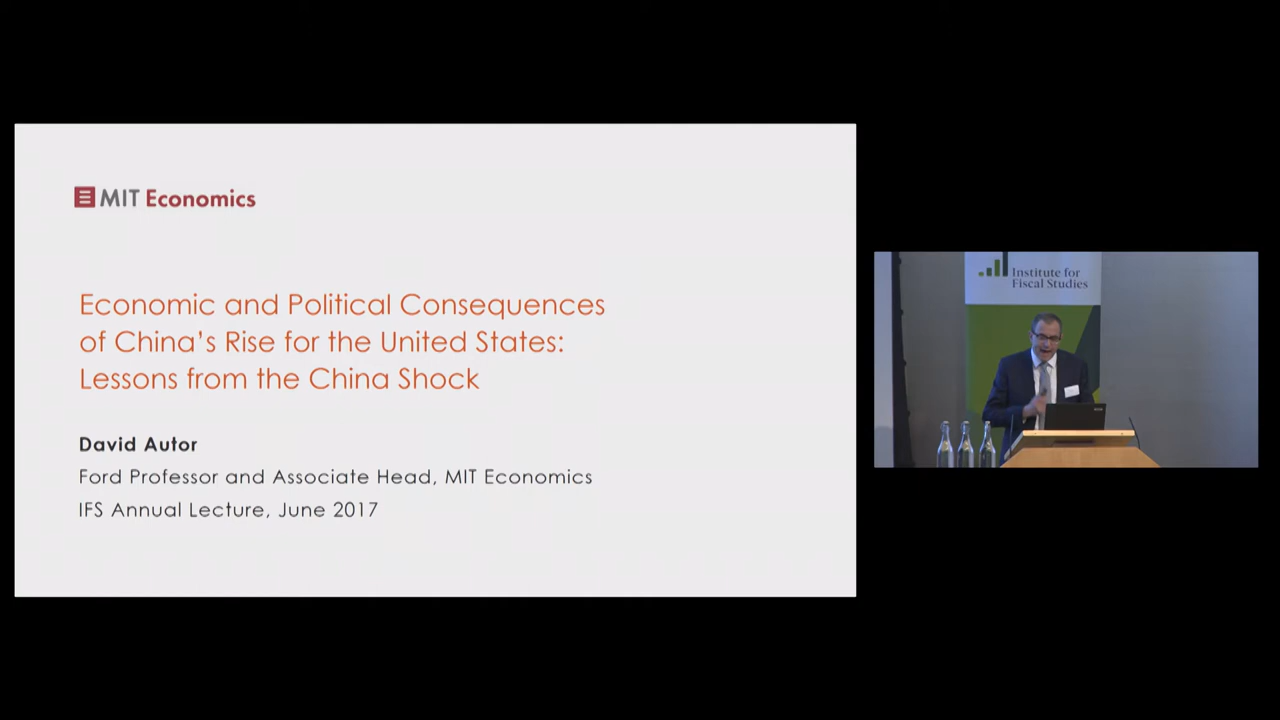 MIT Economics
Economic and Political Consequences
of China's Rise for the United States:
Lessons from the China Shock
David Autor
Ford Professor and Associate Head, MIT Economics
IFS Annual Lecture, June 2017
Institute for
Fiscal Studies